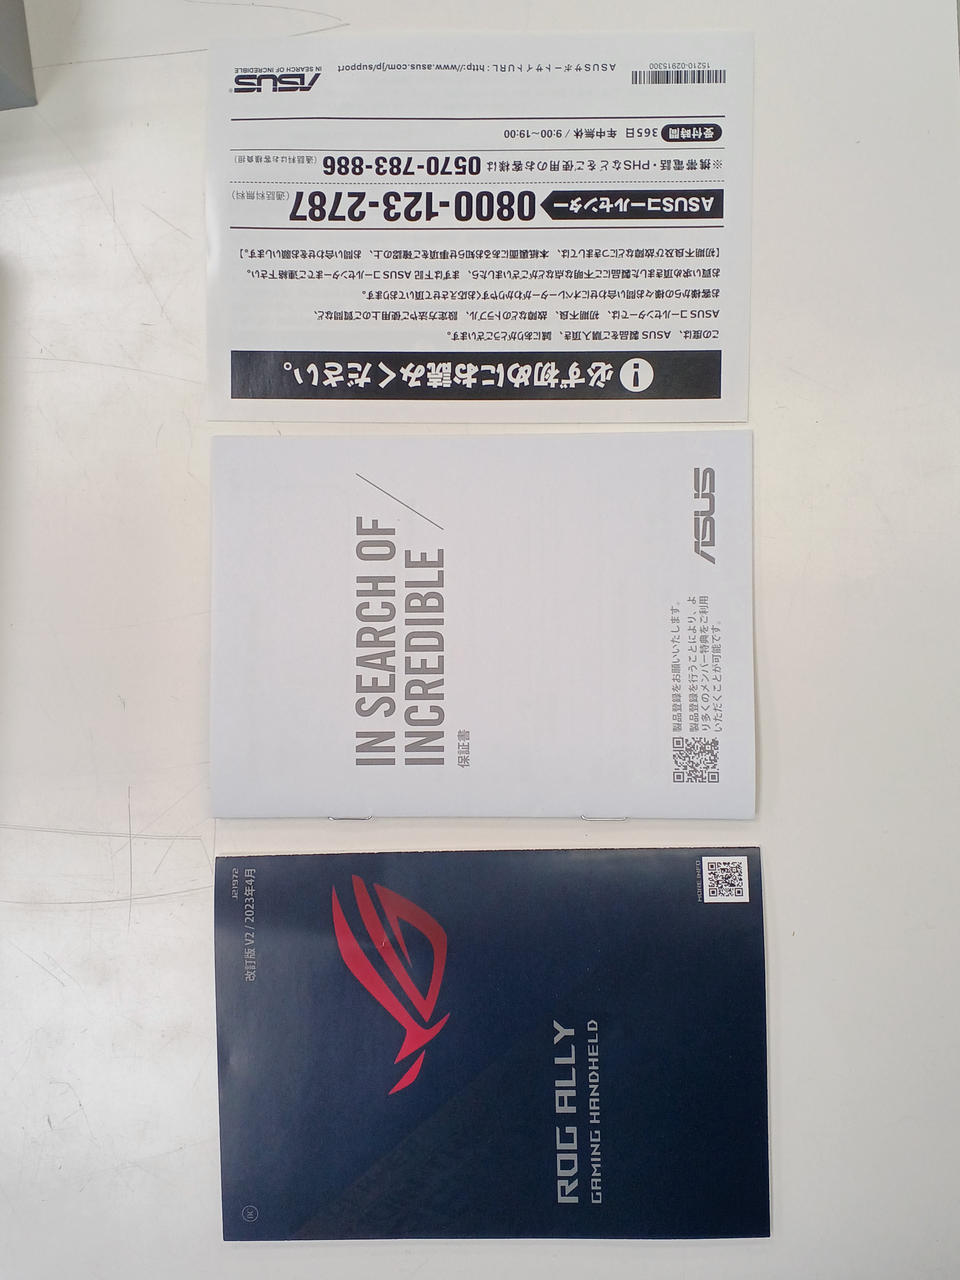 必ず初めにお読みください。
この度は、 ASUS 製品をご購入頂き、 誠にありがとうございます。
ASUS コールセンターでは、 初期不良、 故障などのトラブル、 設定方法やご使用上のご質問など、
お客様からの様々お問い合わせにオペレーターがわかりやすくお応えさせて頂いております。
お買い求め頂きました製品にご不明な点などがございましたら、 まずは下記 ASUS コールセンターまでご連絡下さい。
【初期不良及び故障などにつきましては、 本紙裏面にあるお知らせ事項をご確認の上、 お問い合わせをお願いします。】
ASUSコールセンター 0800-123-2787 (通話料無料)
※携帯電話・PHSなどをご使用のお客様は 0570-783-886 (通話料はお客様負担)
受付時間 365日 年中無休 / 9:00~19:00
15210-02915300
ASUSサポートサイトURL:http://www.asus.com/jp/support
ASUS®
IN SEARCH OF INCREDIBLE
IN SEARCH OF
INCREDIBLE
保証書
製品登録をお願いいたします。
製品登録を行うことにより、よ
り多くのメンバー特典をご利用
いただくことが可能です。
ASUS
J21972
改訂版 V2 / 2023年4月
ROG ALLY
GAMING HANDHELD
MORE INFO